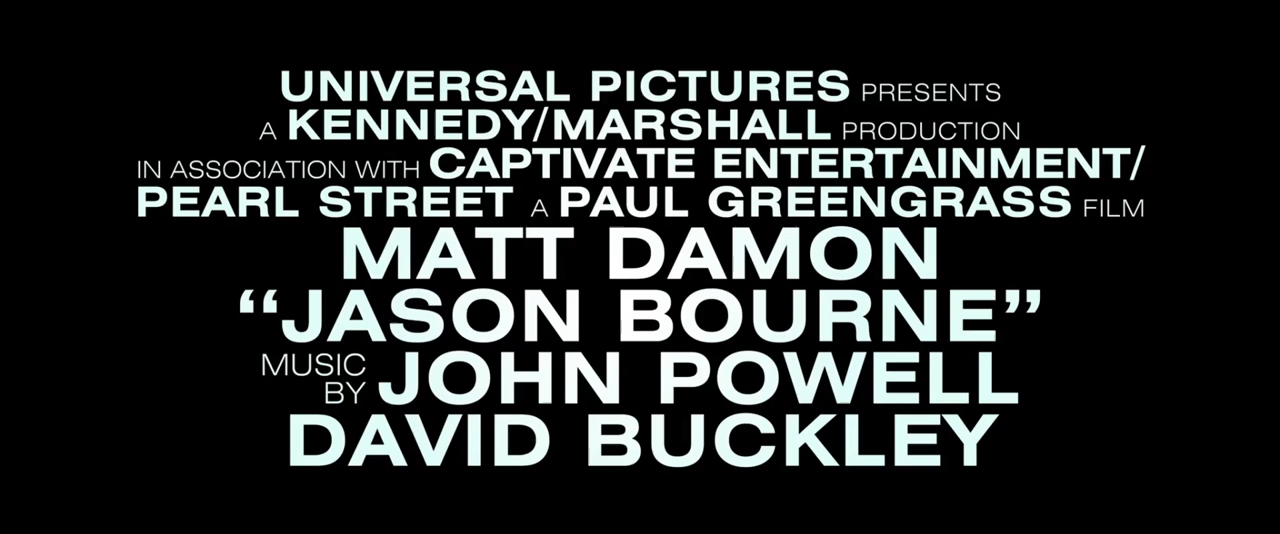 UNIVERSAL PICTURES PRESENTS
A KENNEDY/MARSHALL PRODUCTION
IN ASSOCIATION WITH CAPTIVATE ENTERTAINMENT/
PEARL STREET A PAUL GREENGRASS FILM
MATT DAMON
“JASON BOURNE”
MUSIC BY JOHN POWELL
DAVID BUCKLEY